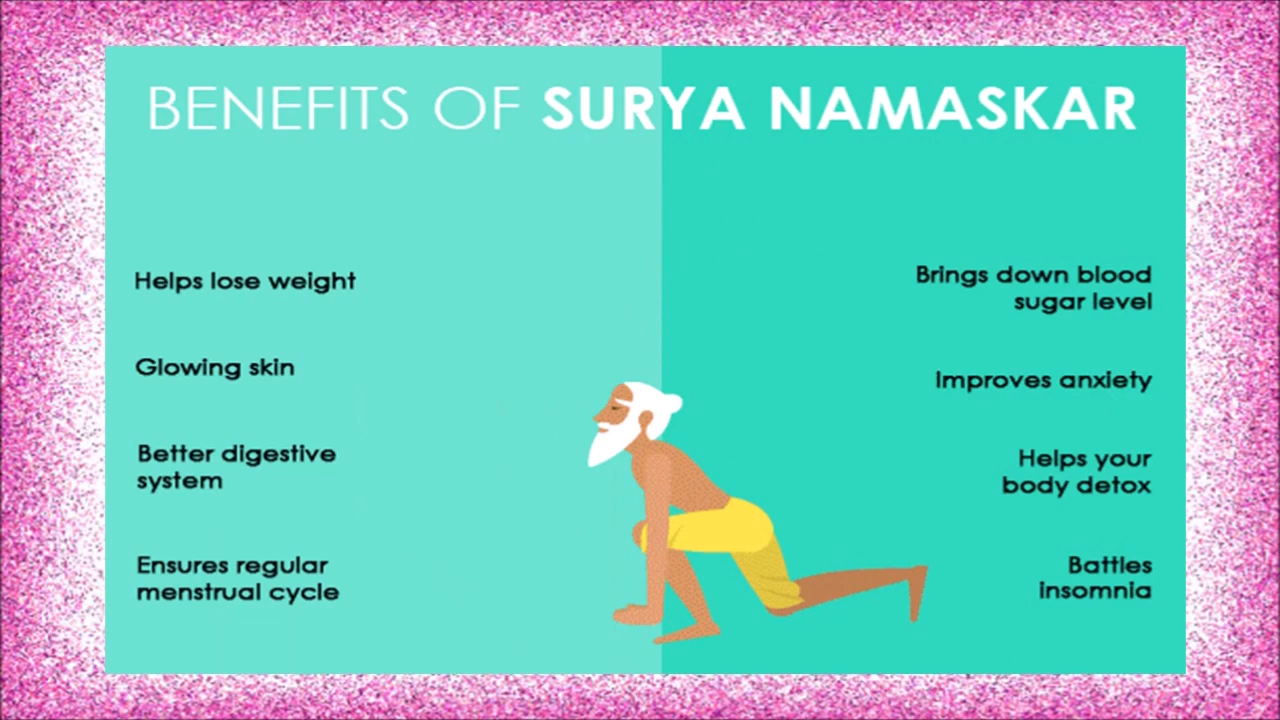 BENEFITS OF SURYA NAMASKAR
Helps lose weight
Glowing skin
Better digestive
system
Ensures regular
menstrual cycle
Brings down blood
sugar level
Improves anxiety
Helps your
body detox
Battles
insomnia